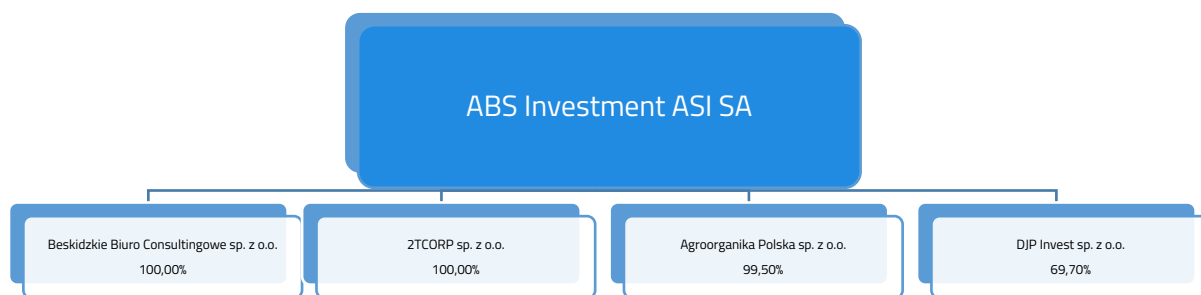 ABS Investment ASI SA
Beskidzkie Biuro Consultingowe sp. z o.o.
100,00%
2TCORP sp. z o.o.
100,00%
Agroorganika Polska sp. z o.o.
99,50%
DJP Invest sp. z o.o.
69,70%